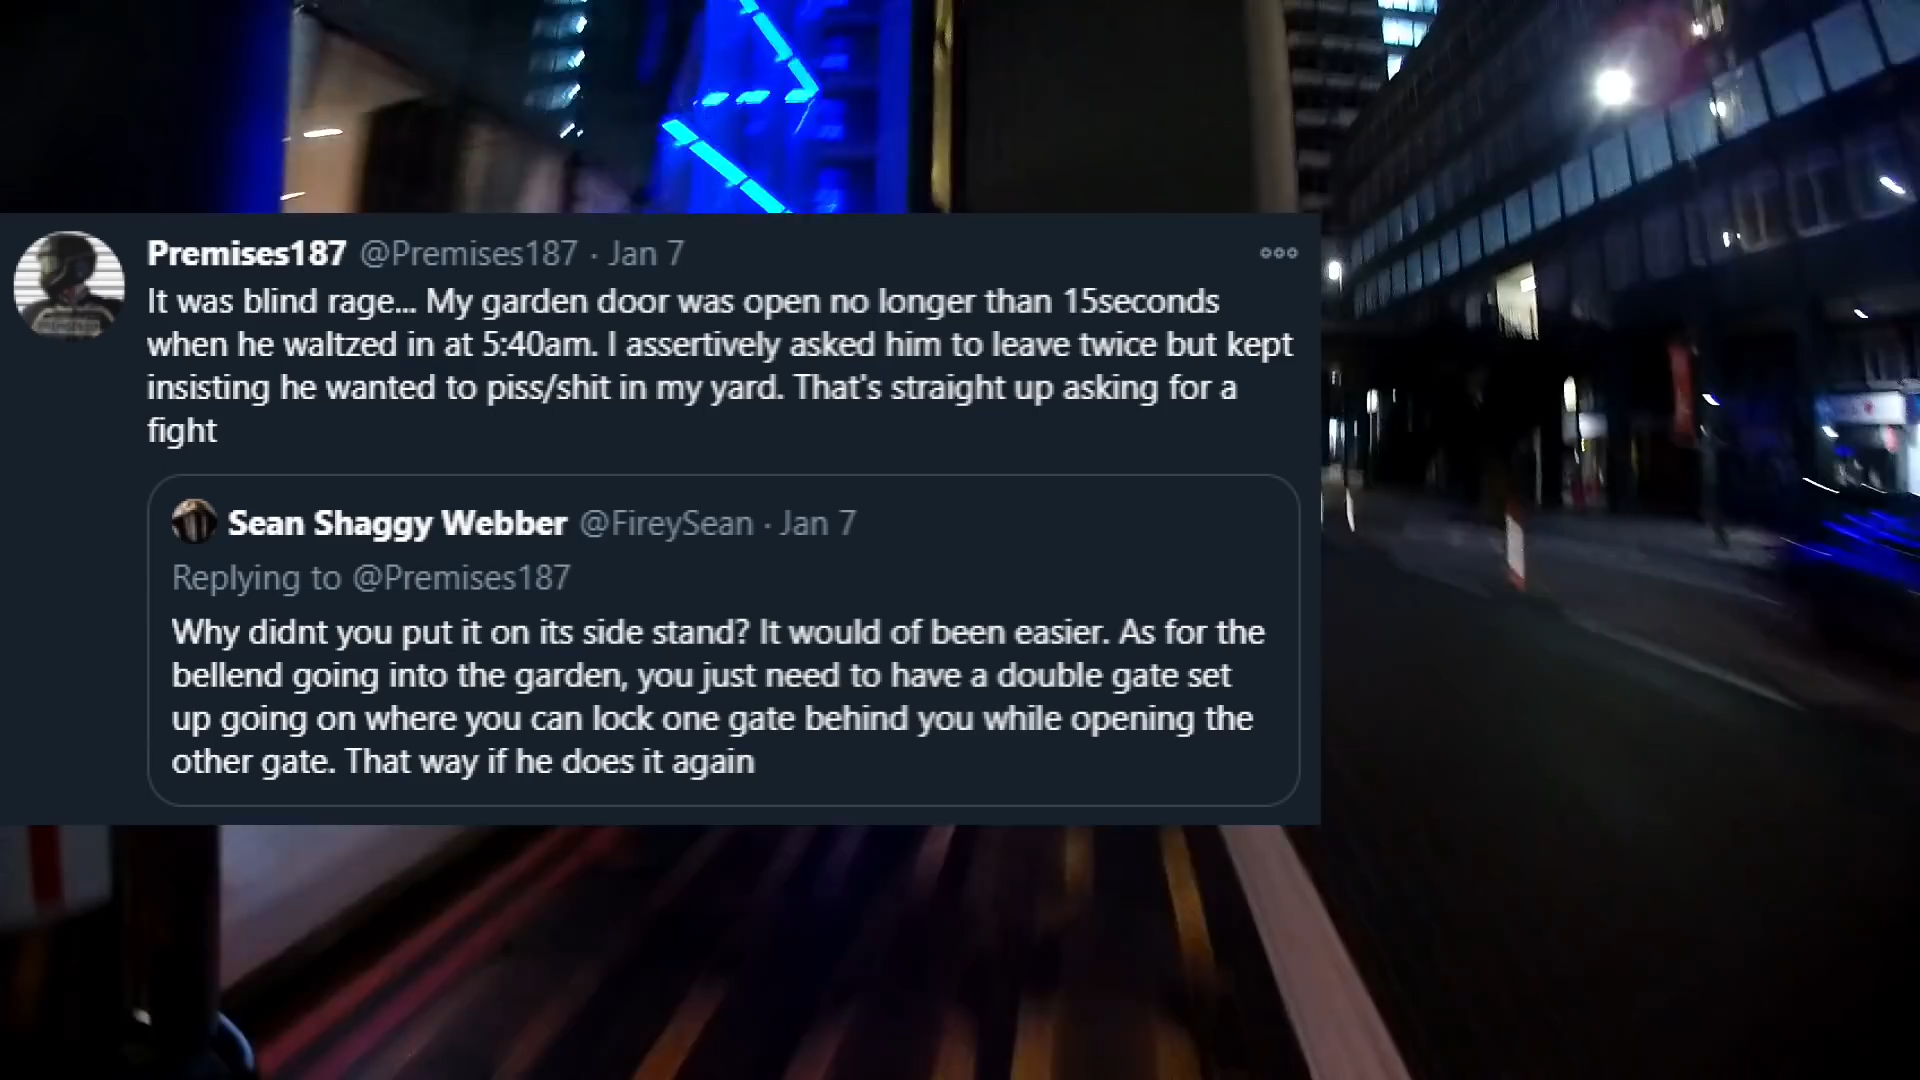 Premises187 @Premises187 · Jan 7
It was blind rage... My garden door was open no longer than 15seconds
when he waltzed in at 5:40am. I assertively asked him to leave twice but kept
insisting he wanted to piss/shit in my yard. That's straight up asking for a
fight
Sean Shaggy Webber @FireySean · Jan 7
Replying to @Premises187
Why didnt you put it on its side stand? It would of been easier. As for the
bellend going into the garden, you just need to have a double gate set
up going on where you can lock one gate behind you while opening the
other gate. That way if he does it again